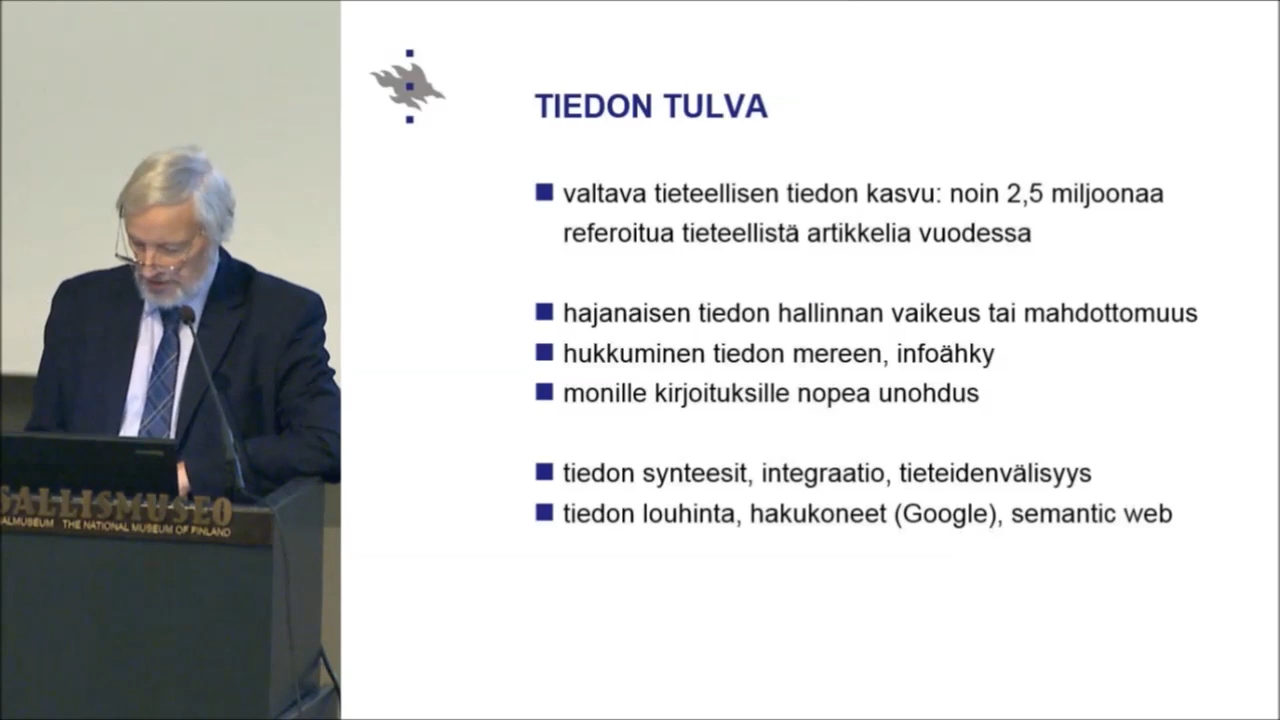 TIEDON TULVA
valtava tieteellisen tiedon kasvu: noin 2,5 miljoonaa
referoitua tieteellistä artikkelia vuodessa
hajanaisen tiedon hallinnan vaikeus tai mahdottomuus
hukkuminen tiedon mereen, infoähky
monille kirjoituksille nopea unohdus
tiedon synteesit, integraatio, tieteidenvälisyys
tiedon louhinta, hakukoneet (Google), semantic web
SALLISMUSEO
ALMUSEUM THE NATIONAL MUSEUM OF FINLAND